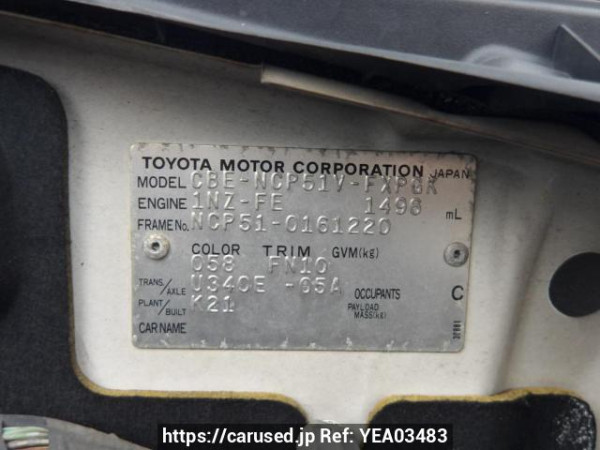 TOYOTA MOTOR CORPORATION JAPAN
MODEL CBE-NCP51V-FXPGK
ENGINE 1NZ-FE 1496 mL
FRAME No. NCP51-0161220
COLOR TRIM GVM(kg)
058 FN10
TRANS/AXLE U340E -05A OCCUPANTS C
PLANT/BUILT K21 PAYLOAD MASS(kg)
CAR NAME
https://carused.jp Ref: YEA03483